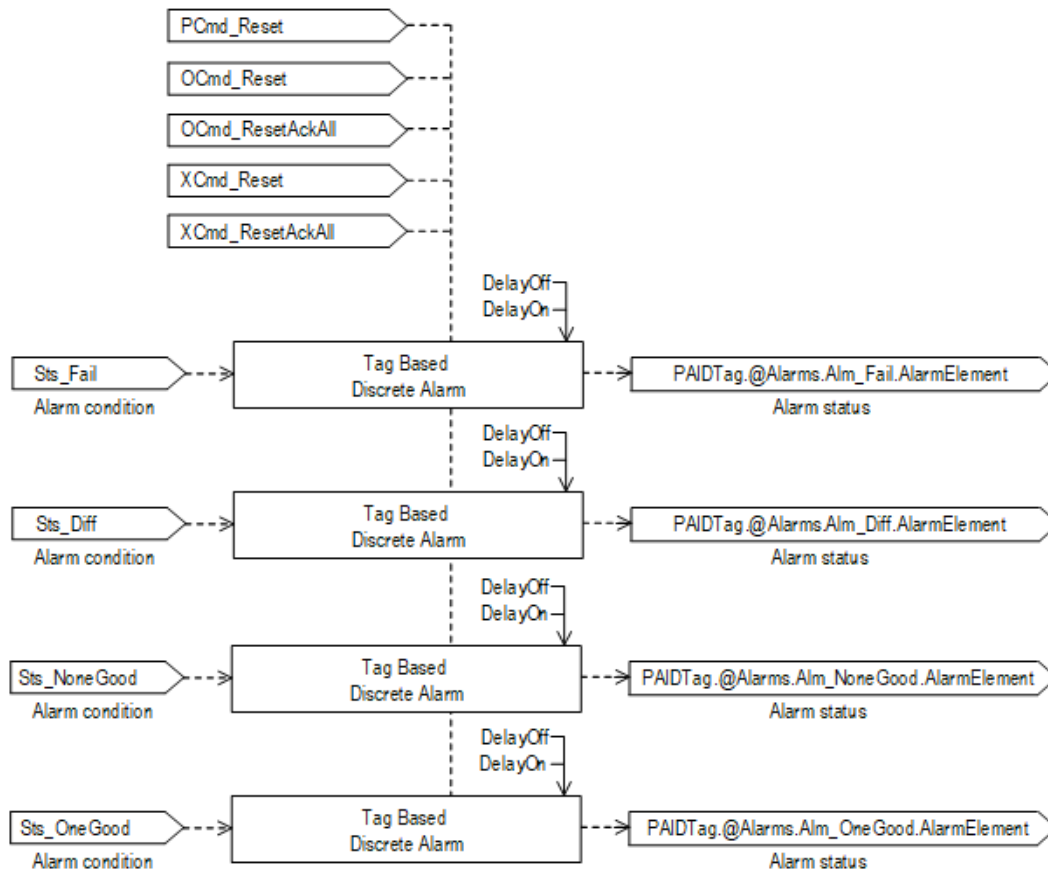 PCmd_Reset
OCmd_Reset
OCmd_ResetAckAll
XCmd_Reset
XCmd_ResetAckAll
DelayOff
DelayOn
Sts_Fail
Alarm condition
Tag Based
Discrete Alarm
PAIDTag.@Alarms.Alm_Fail.AlarmElement
Alarm status
DelayOff
DelayOn
Sts_Diff
Alarm condition
Tag Based
Discrete Alarm
PAIDTag.@Alarms.Alm_Diff.AlarmElement
Alarm status
DelayOff
DelayOn
Sts_NoneGood
Alarm condition
Tag Based
Discrete Alarm
PAIDTag.@Alarms.Alm_NoneGood.AlarmElement
Alarm status
DelayOff
DelayOn
Sts_OneGood
Alarm condition
Tag Based
Discrete Alarm
PAIDTag.@Alarms.Alm_OneGood.AlarmElement
Alarm status